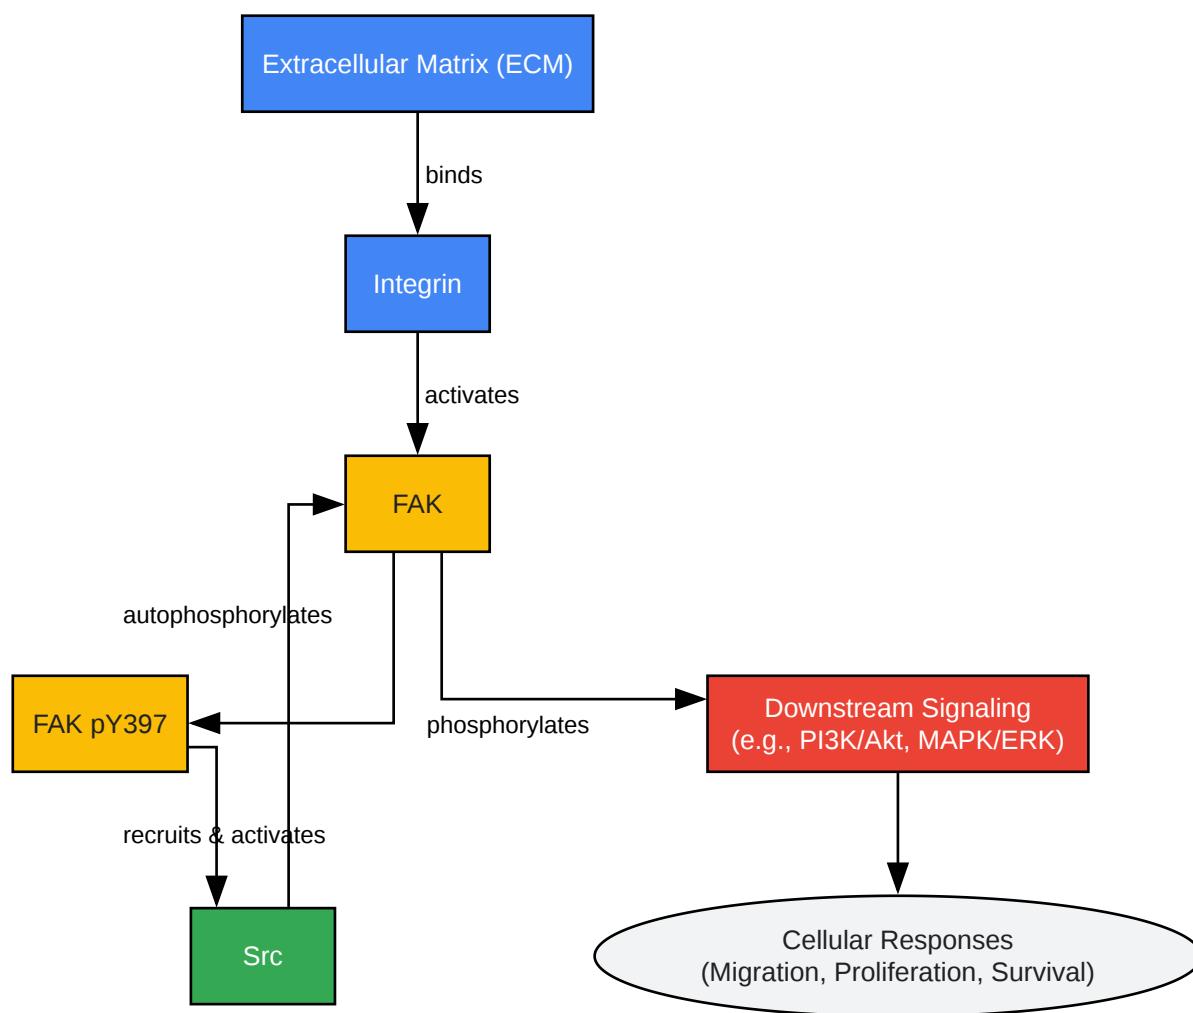 Extracellular Matrix (ECM)
binds
Integrin
activates
FAK
autophosphorylates
FAK pY397
phosphorylates
Downstream Signaling
(e.g., PI3K/Akt, MAPK/ERK)
recruits & activates
Src
Cellular Responses
(Migration, Proliferation, Survival)